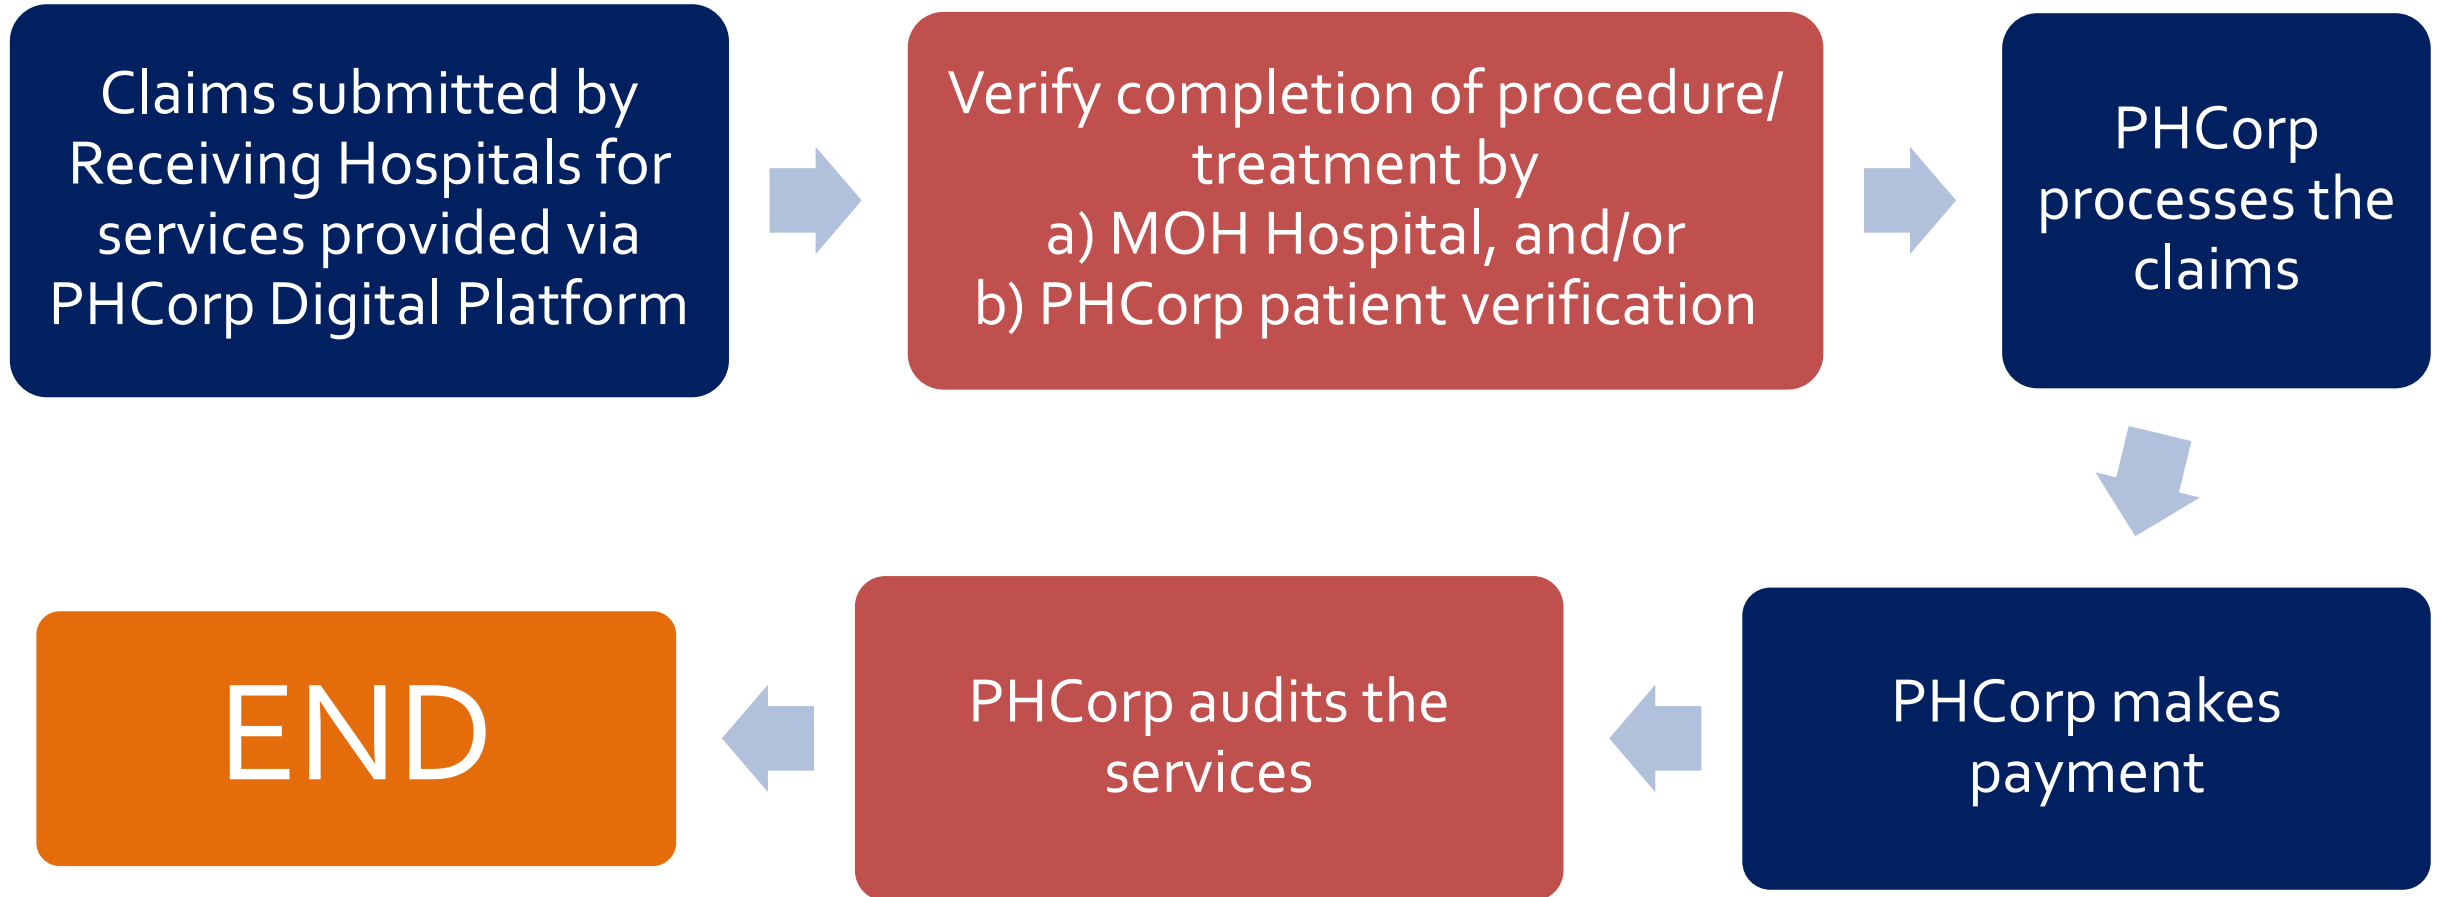 Claims submitted by
Receiving Hospitals for
services provided via
PHCorp Digital Platform
Verify completion of procedure/
treatment by
a) MOH Hospital, and/or
b) PHCorp patient verification
PHCorp
processes the
claims
PHCorp makes
payment
PHCorp audits the
services
END